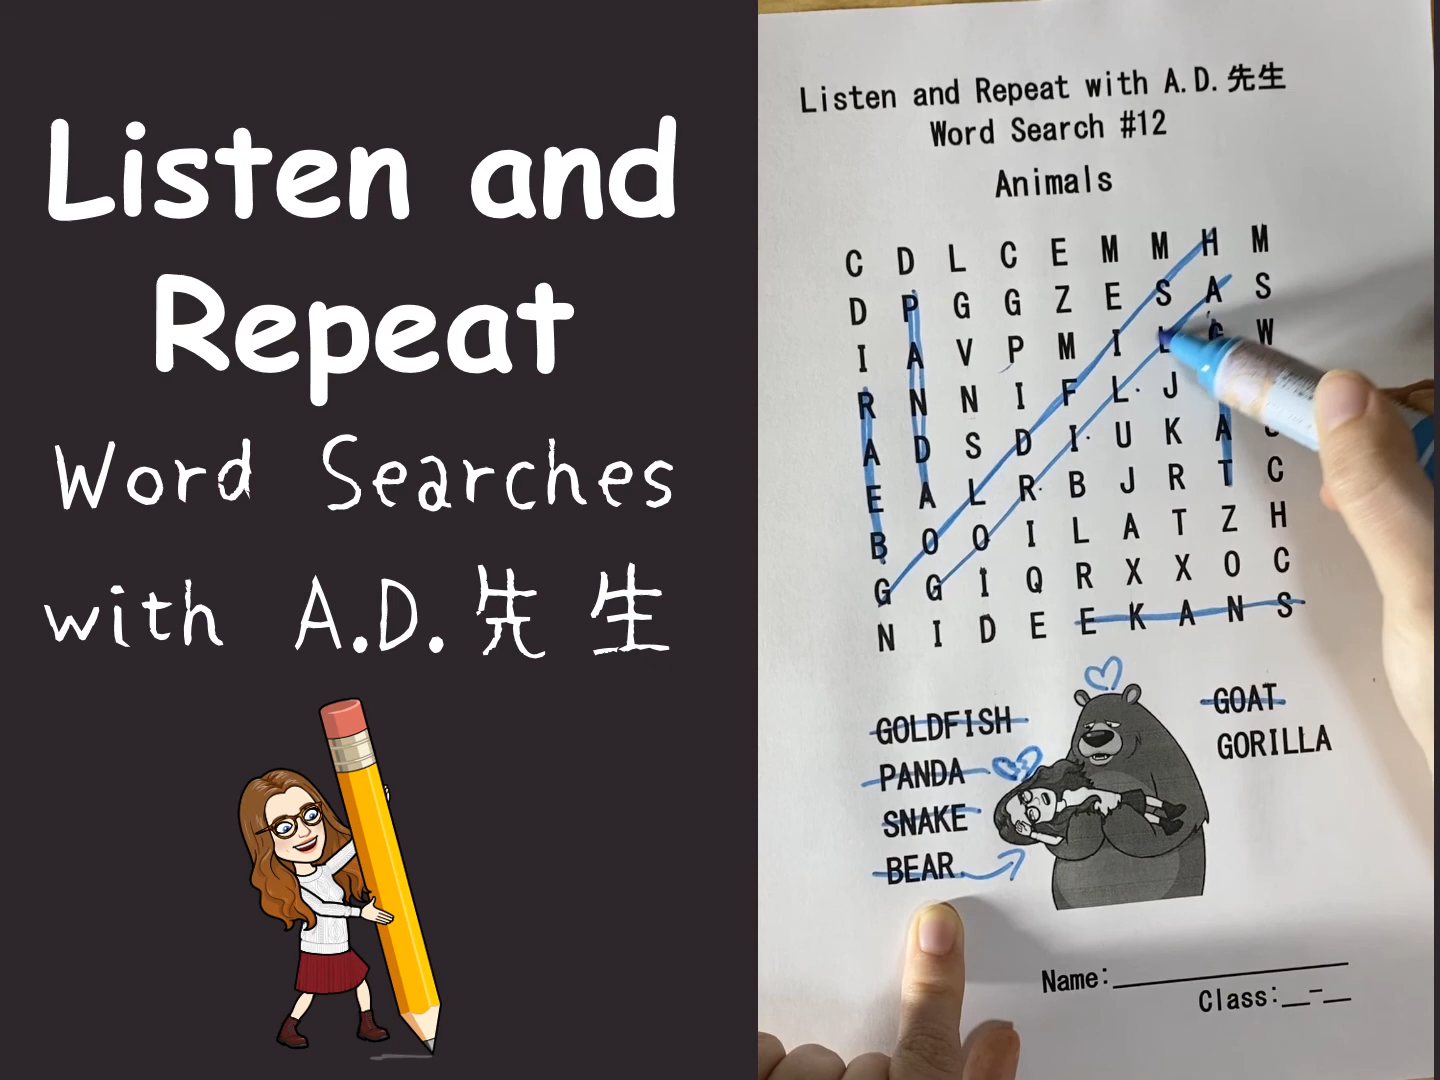 Listen and
Repeat
Word Searches
with A.D.先生
Listen and Repeat with A.D.先生
Word Search #12
Animals
C D L C E M M H M
D P G G Z E S A S
I A V P M I L G W
R N N I F L J
A D S D I U K A
E A L R B J R T C
B O O I L A T Z H
G G I Q R X X O C
N I D E E K A N S
GOLDFISH
PANDA
SNAKE
BEAR
GOAT
GORILLA
Name:
Class: -